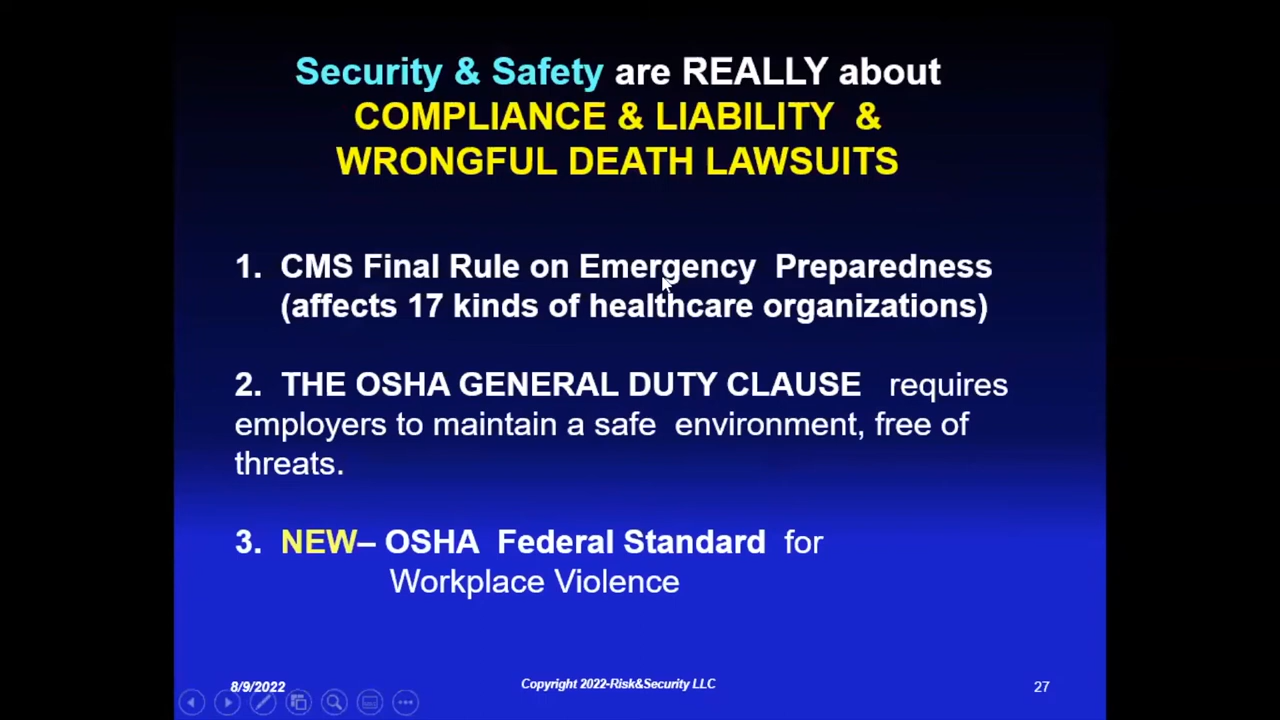 Security & Safety are REALLY about
COMPLIANCE & LIABILITY &
WRONGFUL DEATH LAWSUITS
1. CMS Final Rule on Emergency Preparedness
(affects 17 kinds of healthcare organizations)
2. THE OSHA GENERAL DUTY CLAUSE requires
employers to maintain a safe environment, free of
threats.
3. NEW– OSHA Federal Standard for
Workplace Violence
8/9/2022 Copyright 2022-Risk&Security LLC 27